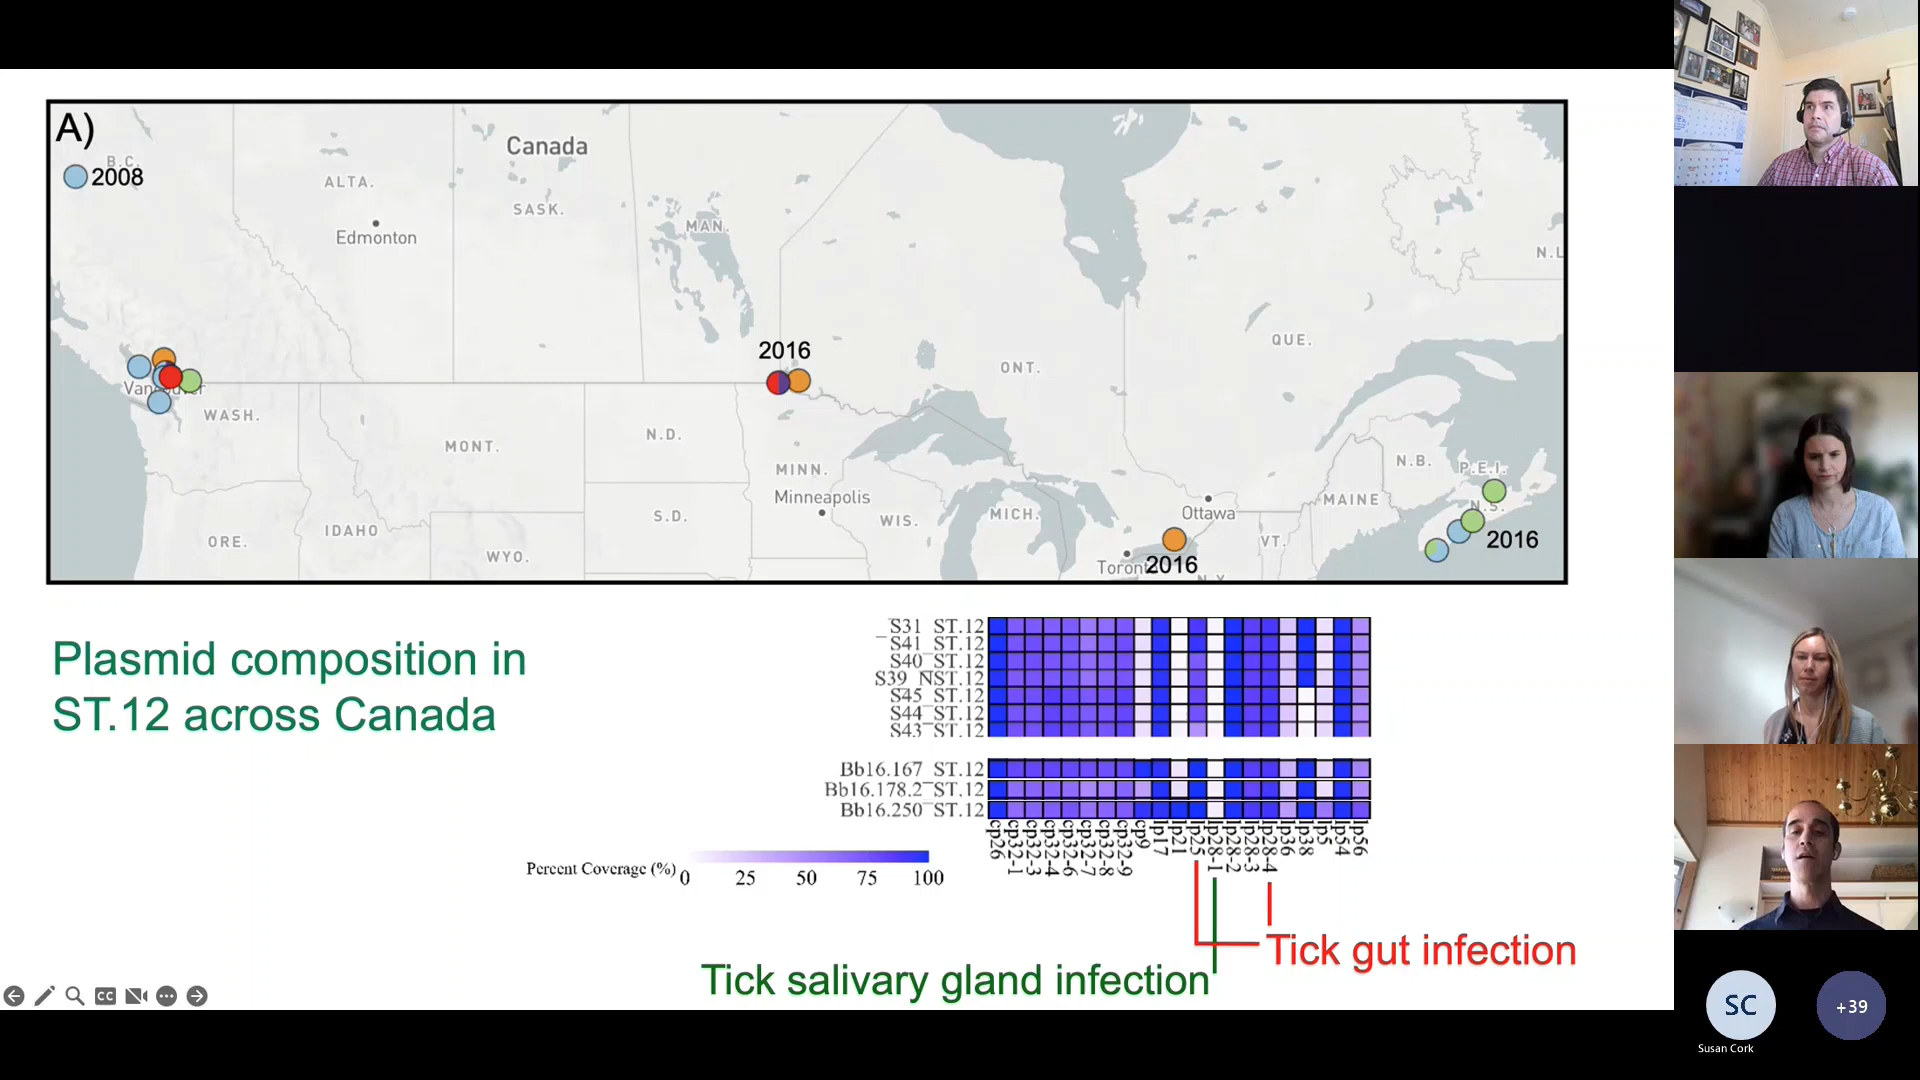 A)
B.C.
2008
Canada
ALTA.
SASK.
MAN.
Edmonton
N.L
2016
QUE.
ONT.
WASH.
MONT.
N.D.
MINN.
Minneapolis
N.B.
P.E.I.
MAINE
N.S.
Ottawa
S.D.
WIS.
MICH.
IDAHO
ORE.
WYO.
VT.
2016
2016
Plasmid composition in
ST.12 across Canada
S31 ST.12
S41 ST.12
S40 ST.12
S39 NST.12
S45 ST.12
S44 ST.12
S43 ST.12
Bb16.167 ST.12
Bb16.178.2 ST.12
Bb16.250 ST.12
cp26
cp32-1
cp32-3
cp32-4
cp32-6
cp32-7
cp32-8
cp32-9
cp9
lp17
lp21
lp25
lp28-1
lp28-2
lp28-3
lp28-4
lp36
lp38
lp5
lp54
lp56
Percent Coverage (%)
0 25 50 75 100
Tick gut infection
Tick salivary gland infection
CC
SC
+39
Susan Cork